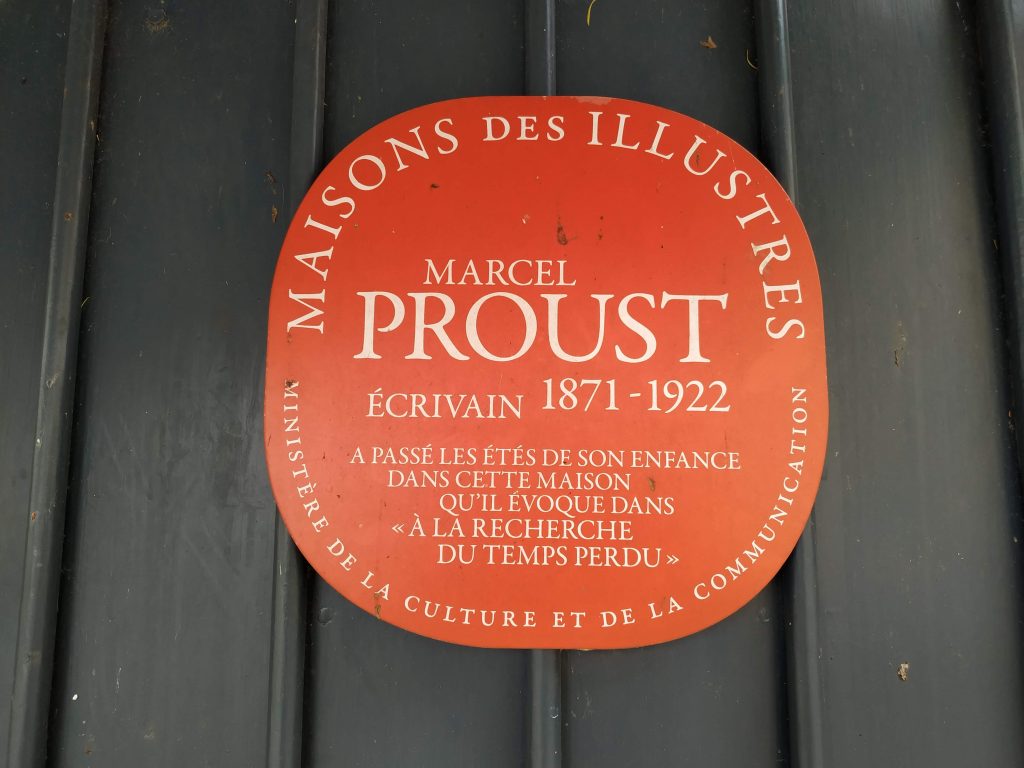 MAISONS DES ILLUSTRES
MARCEL
PROUST
ÉCRIVAIN 1871-1922
A PASSÉ LES ÉTÉS DE SON ENFANCE
DANS CETTE MAISON
QU'IL ÉVOQUE DANS
« À LA RECHERCHE
DU TEMPS PERDU »
MINISTÈRE DE LA CULTURE ET DE LA COMMUNICATION